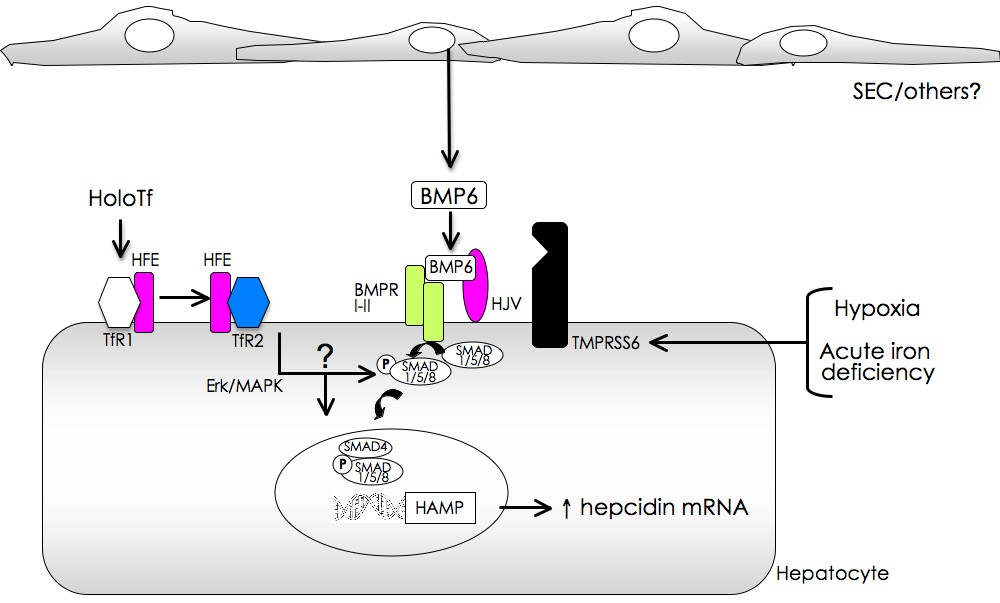 SEC/others?
HoloTf
BMP6
HFE
HFE
BMP6
BMPR
I-II
HJV
TfR1
TfR2
TMPRSS6
Hypoxia
Acute iron
deficiency
?
Erk/MAPK
P
SMAD
1/5/8
SMAD
1/5/8
SMAD4
P
SMAD
1/5/8
HAMP
↑ hepcidin mRNA
Hepatocyte